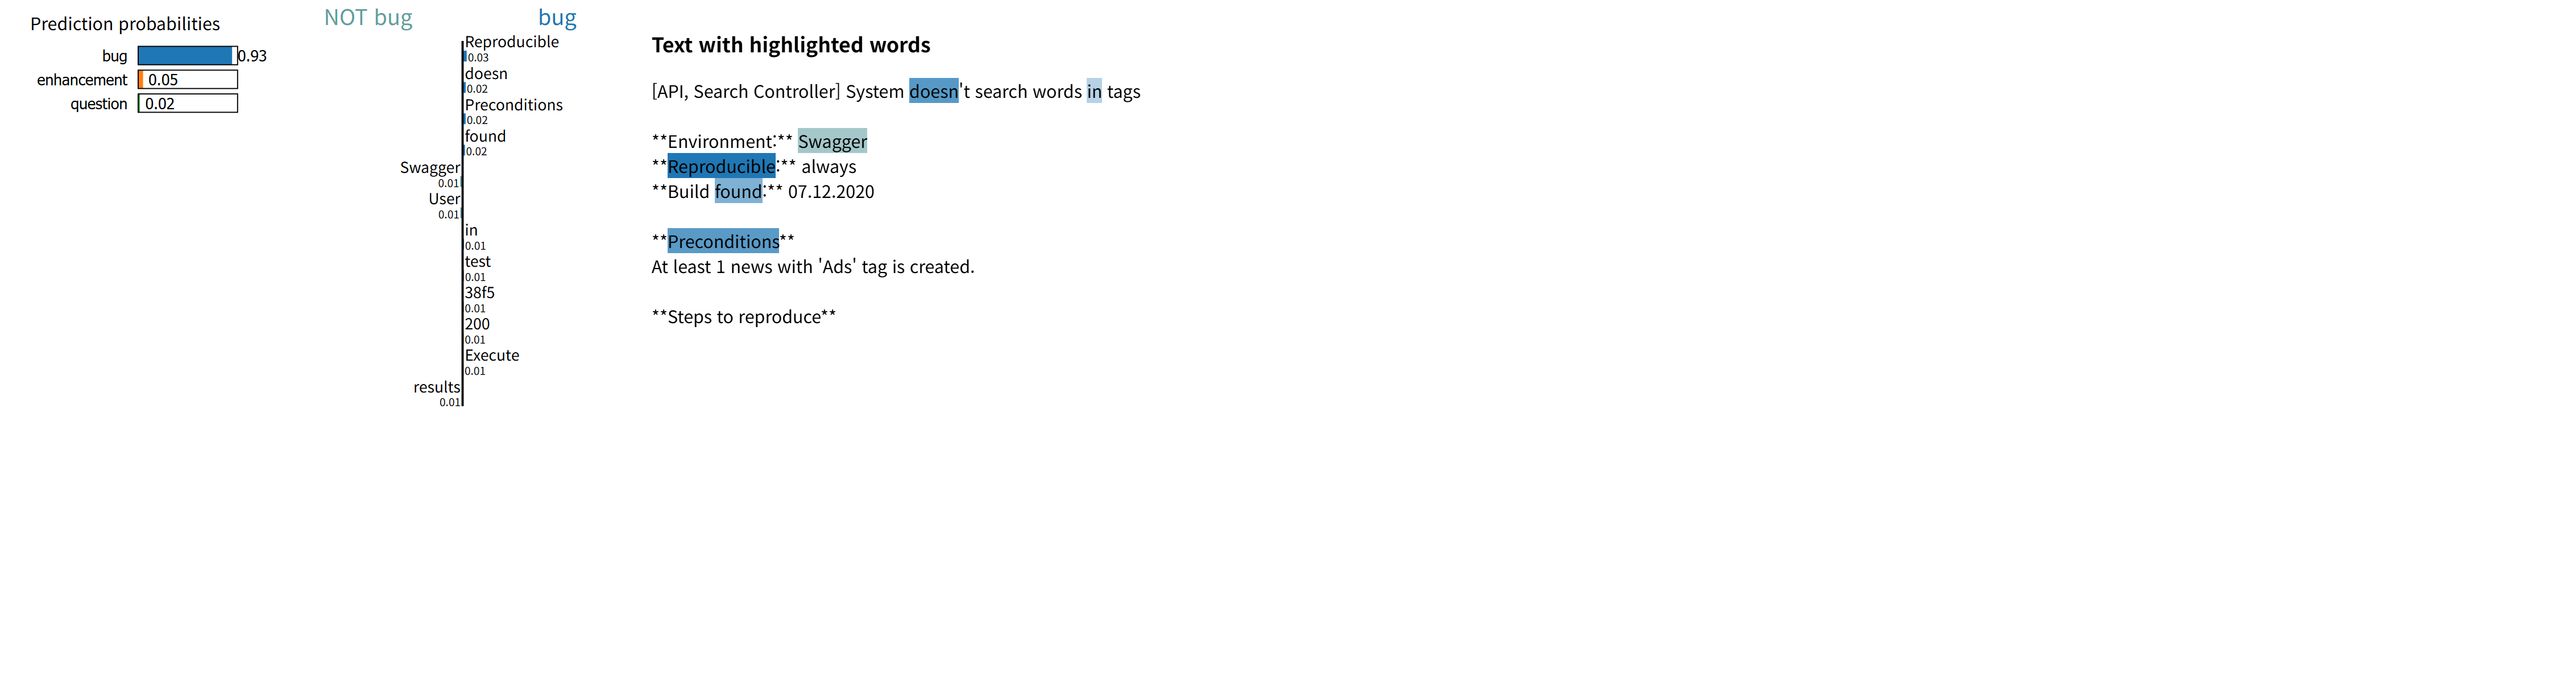 Prediction probabilities
bug 0.93
enhancement 0.05
question 0.02
NOT bug bug
Reproducible
0.03
doesn
0.02
Preconditions
0.02
found
0.02
Swagger
0.01
User
0.01
in
0.01
test
0.01
38f5
0.01
200
0.01
Execute
0.01
results
0.01
Text with highlighted words
[API, Search Controller] System doesn't search words in tags
**Environment:** Swagger
**Reproducible:** always
**Build found:** 07.12.2020
**Preconditions**
At least 1 news with 'Ads' tag is created.
**Steps to reproduce**